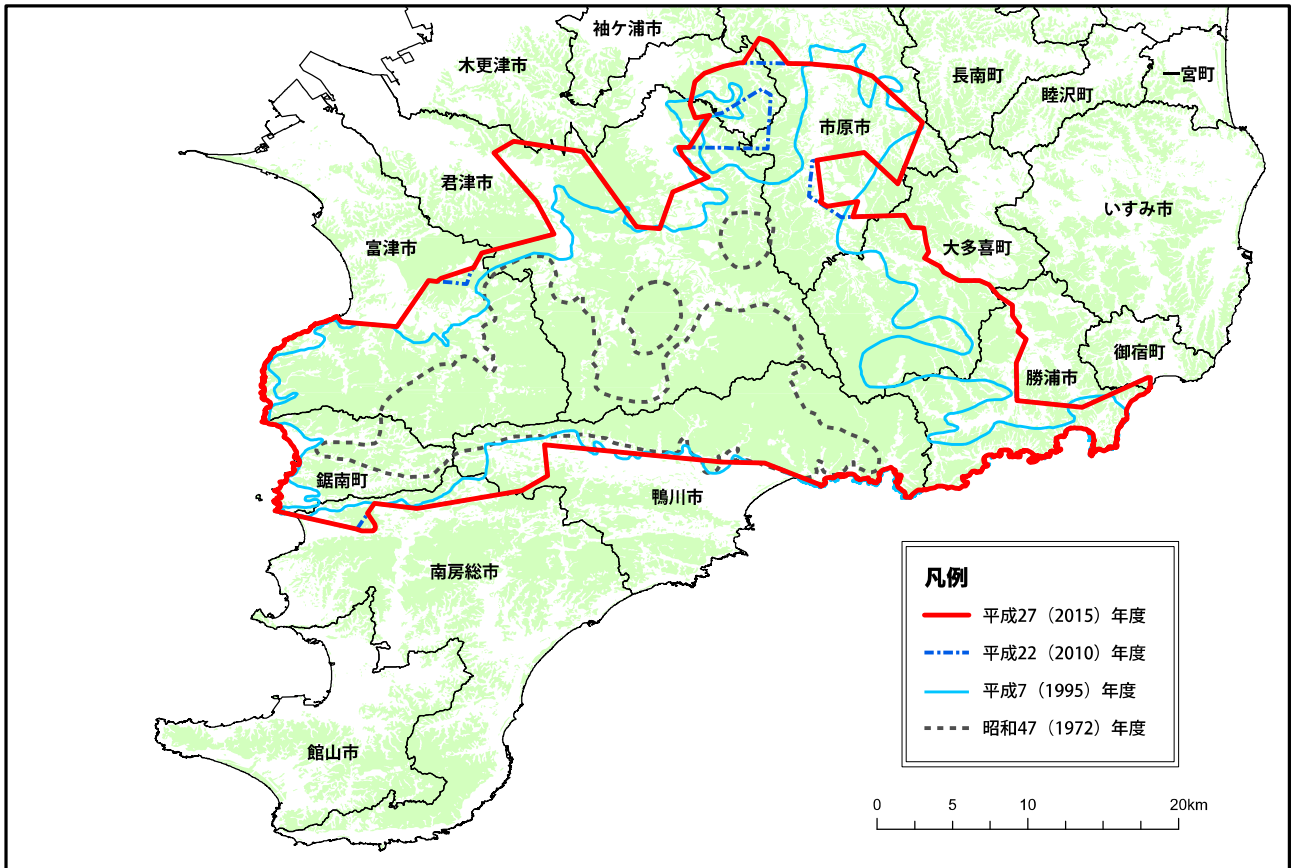 袖ケ浦市
木更津市
長南町
一宮町
睦沢町
市原市
君津市
いすみ市
富津市
大多喜町
御宿町
勝浦市
鋸南町
鴨川市
南房総市
館山市
凡例
平成27（2015）年度
平成22（2010）年度
平成7（1995）年度
昭和47（1972）年度
0 5 10 20km